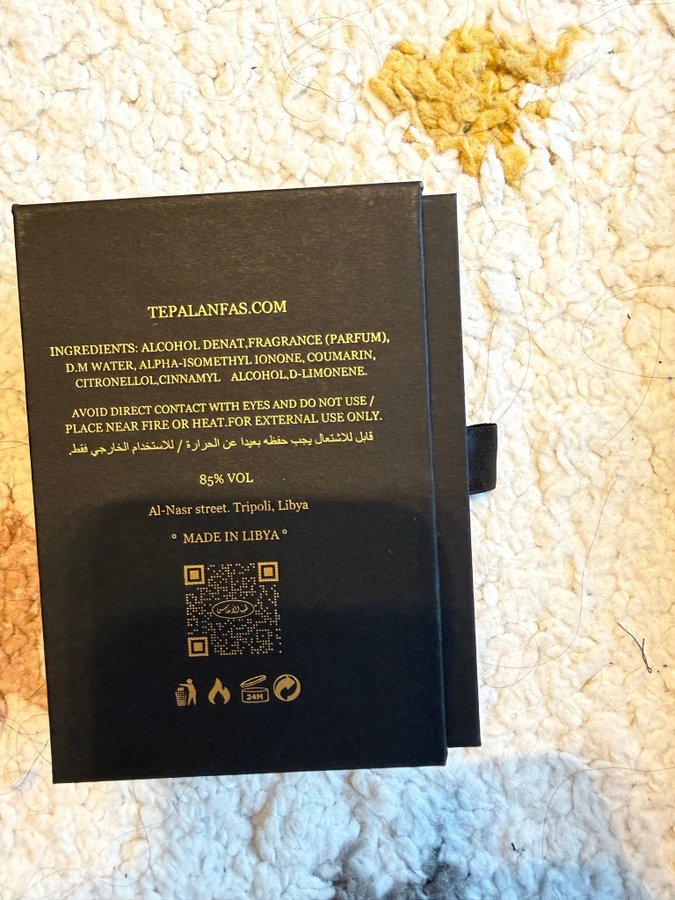 TEPALANFAS.COM
INGREDIENTS: ALCOHOL DENAT,FRAGRANCE (PARFUM),
D.M WATER, ALPHA-ISOMETHYL IONONE, COUMARIN,
CITRONELLOL,CINNAMYL ALCOHOL,D-LIMONENE.
AVOID DIRECT CONTACT WITH EYES AND DO NOT USE /
PLACE NEAR FIRE OR HEAT.FOR EXTERNAL USE ONLY.
قابل للاشتعال يجب حفظه بعيدا عن الحرارة / للاستخدام الخارجي فقط.
85% VOL
Al-Nasr street. Tripoli, Libya
° MADE IN LIBYA °
طيب الأنفاس
24M